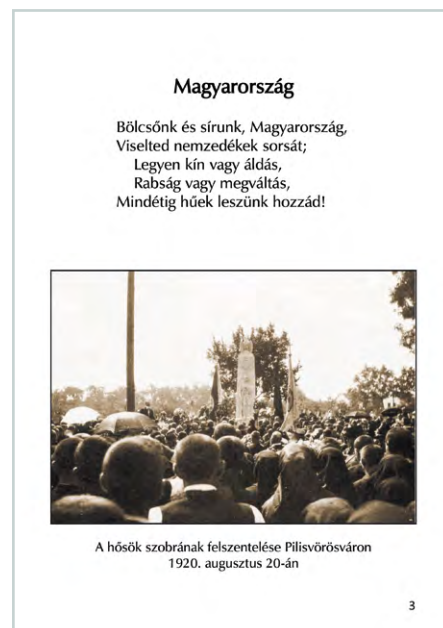 Magyarország
Bölcsőnk és sírunk, Magyarország,
Viselted nemzedékek sorsát;
Legyen kín vagy áldás,
Rabság vagy megváltás,
Mindétig hűek leszünk hozzád!
A hősök szobrának felszentelése Pilisvörösváron
1920. augusztus 20-án
3